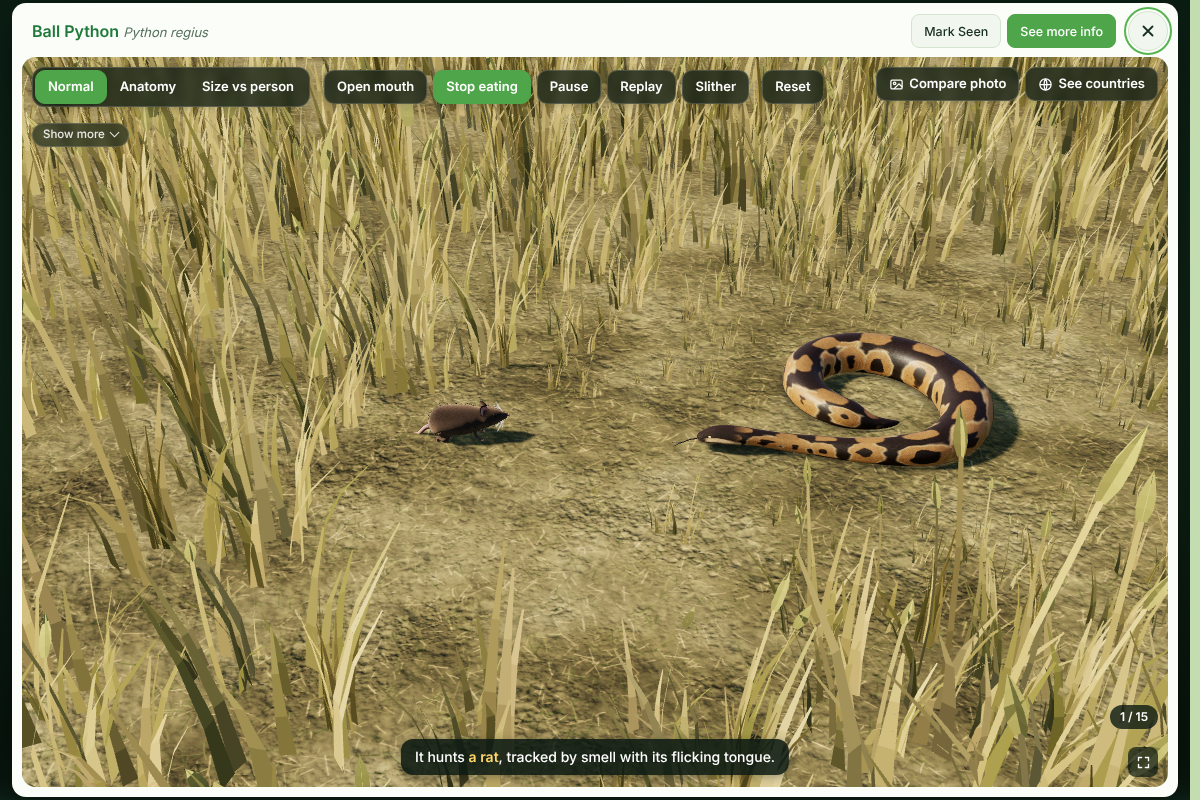 Ball Python Python regius
Mark Seen
See more info
Normal
Anatomy
Size vs person
Open mouth
Stop eating
Pause
Replay
Slither
Reset
Compare photo
See countries
Show more
1 / 15
It hunts a rat, tracked by smell with its flicking tongue.